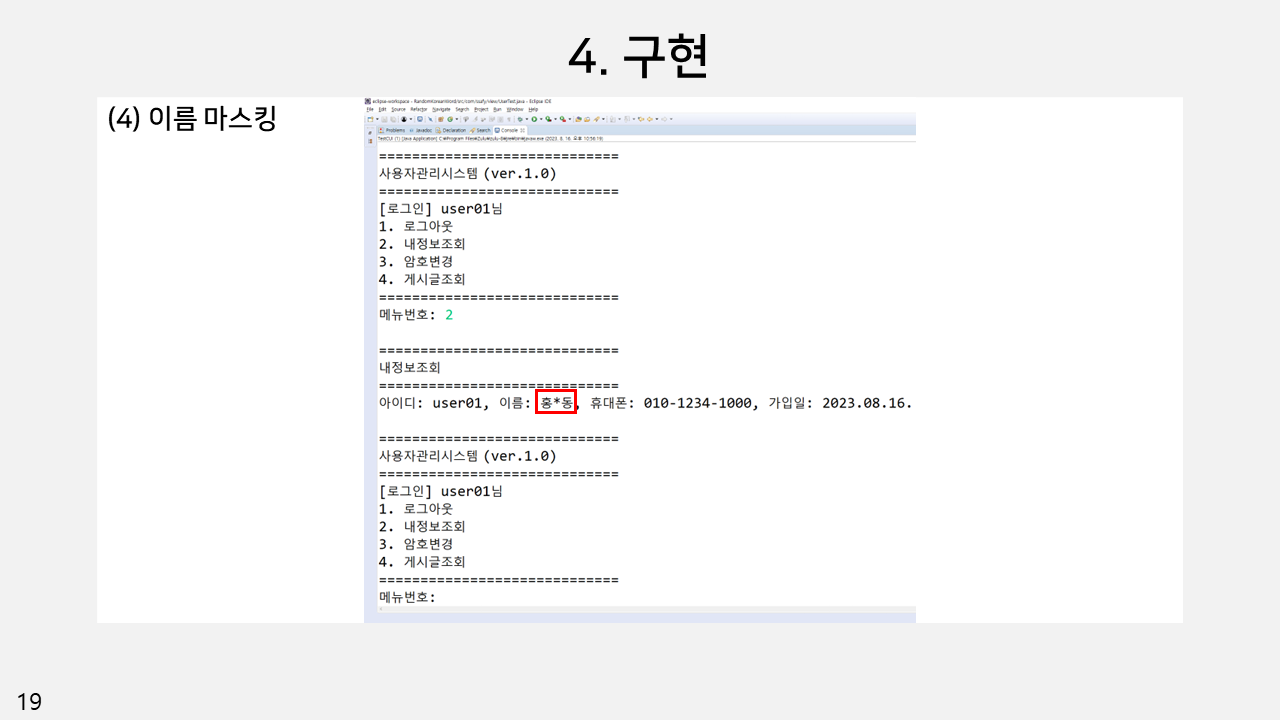 4. 구현
(4) 이름 마스킹
eclipse-workspace - RandomDreamWord/src/com/ssafy/view/UserTest.java - Eclipse IDE
File Edit Source Refactor Navigate Search Project Run Window Help
Problems Javadoc Declaration Search Console
=============================
사용자관리시스템 (ver.1.0)
=============================
[로그인] user01님
1. 로그아웃
2. 내정보조회
3. 암호변경
4. 게시글조회
=============================
메뉴번호: 2
=============================
내정보조회
=============================
아이디: user01, 이름: 홍*동, 휴대폰: 010-1234-1000, 가입일: 2023.08.16.
=============================
사용자관리시스템 (ver.1.0)
=============================
[로그인] user01님
1. 로그아웃
2. 내정보조회
3. 암호변경
4. 게시글조회
=============================
메뉴번호:
19